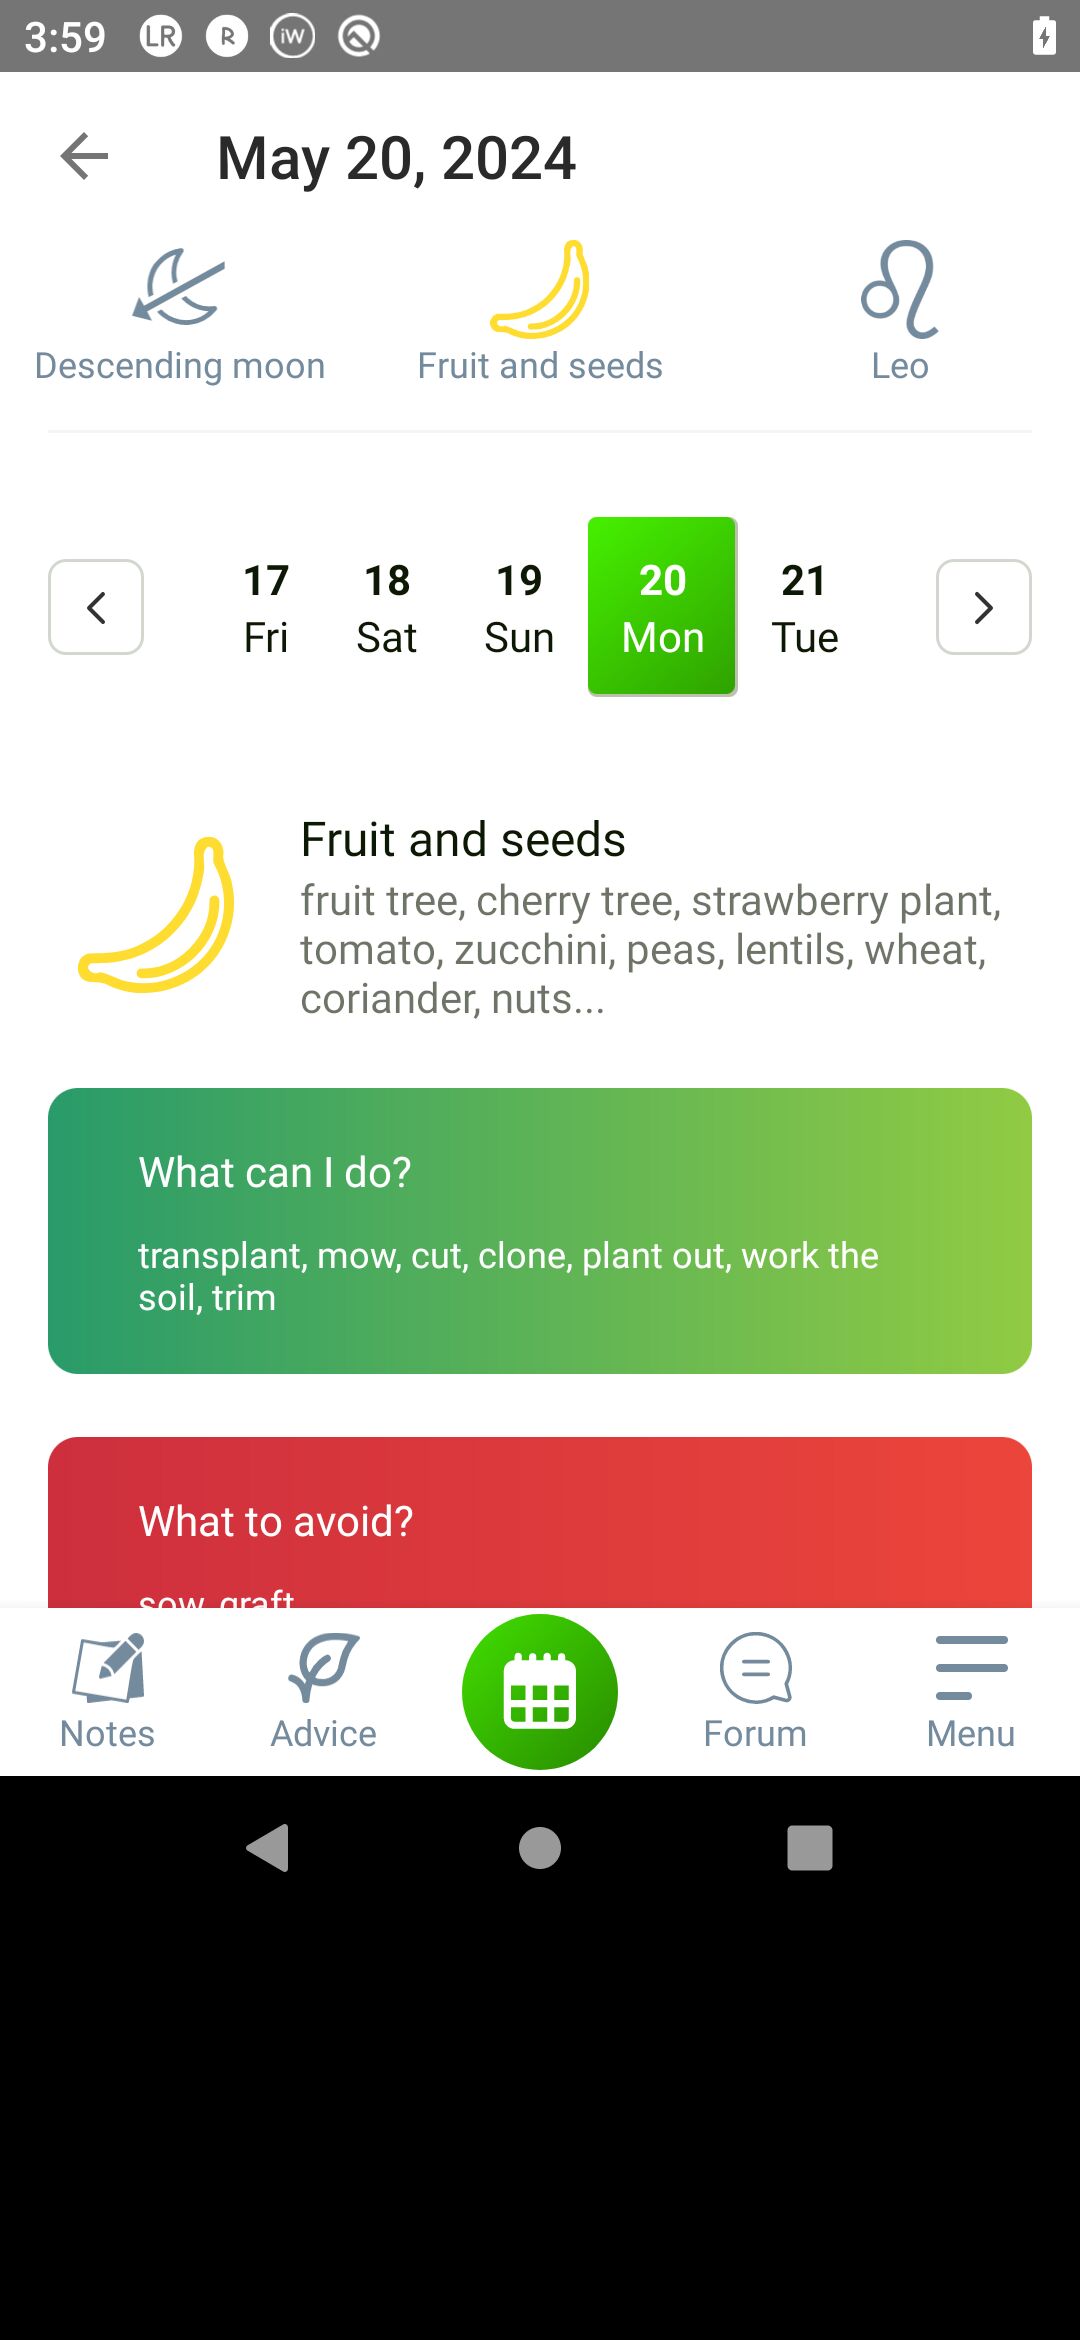 3:59 LR R iW
May 20, 2024
Descending moon Fruit and seeds Leo
17 18 19 20 21
Fri Sat Sun Mon Tue
Fruit and seeds
fruit tree, cherry tree, strawberry plant,
tomato, zucchini, peas, lentils, wheat,
coriander, nuts...
What can I do?
transplant, mow, cut, clone, plant out, work the
soil, trim
What to avoid?
sow, graft
Notes Advice Forum Menu